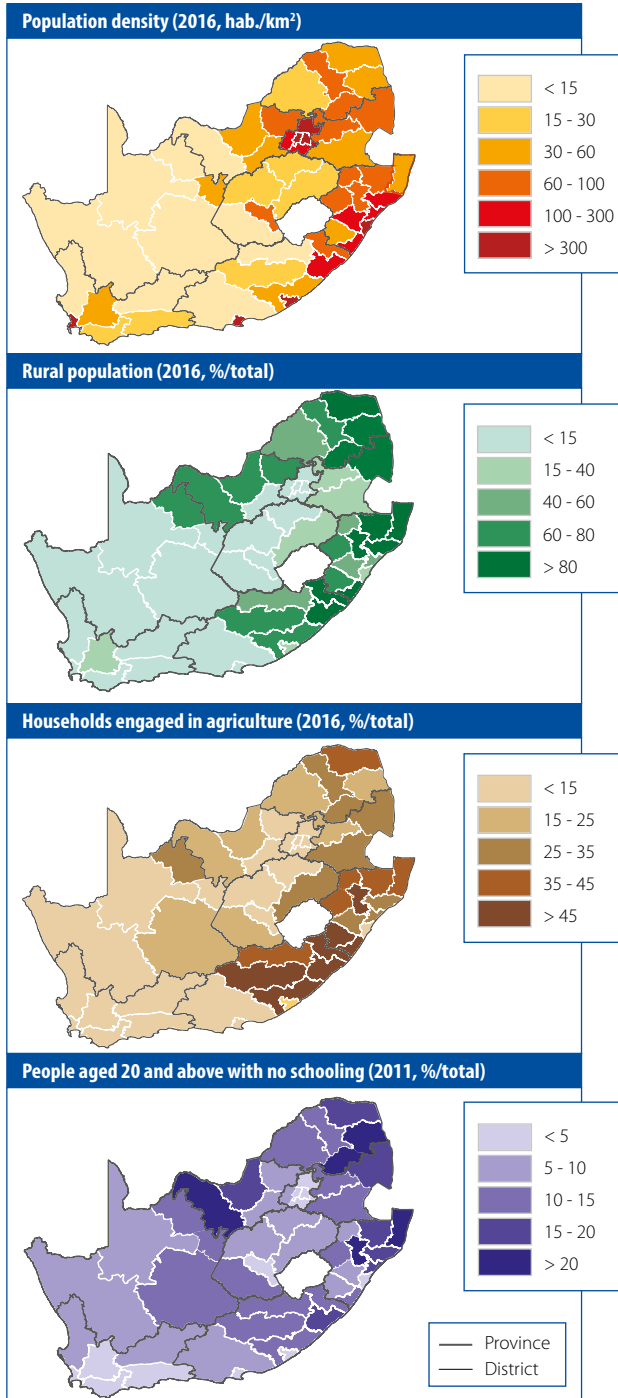 Population density (2016, hab./km²)
< 15
15 - 30
30 - 60
60 - 100
100 - 300
> 300
Rural population (2016, %/total)
< 15
15 - 40
40 - 60
60 - 80
> 80
Households engaged in agriculture (2016, %/total)
< 15
15 - 25
25 - 35
35 - 45
> 45
People aged 20 and above with no schooling (2011, %/total)
< 5
5 - 10
10 - 15
15 - 20
> 20
Province
District